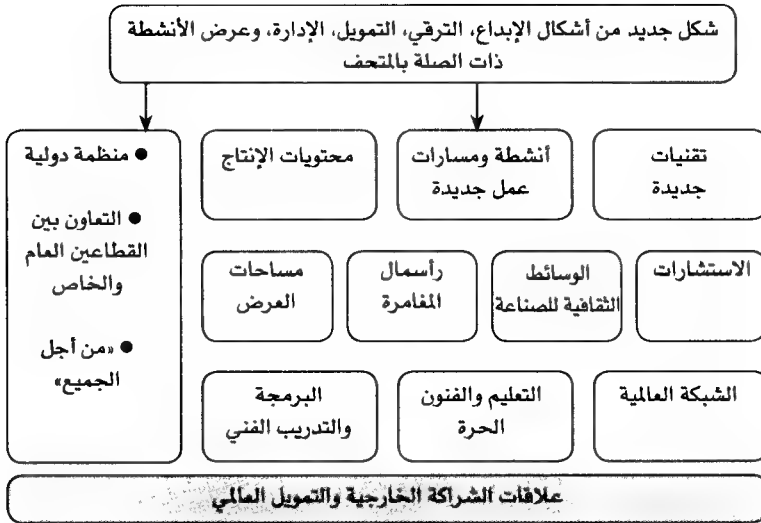 شكل جديد من أشكال الإبداع، الترقي، التمويل، الإدارة، وعرض الأنشطة
ذات الصلة بالمتحف
تقنيات
جديدة
أنشطة ومسارات
عمل جديدة
محتويات الإنتاج
● منظمة دولية
● التعاون بين
القطاعين العام
والخاص
● «من أجل
الجميع»
الاستشارات
الوسائط
الثقافية للصناعة
رأسمال
المغامرة
مساحات
العرض
الشبكة العالمية
التعليم والفنون
الحرة
البرمجة
والتدريب الفني
علاقات الشراكة الخارجية والتمويل العالمي